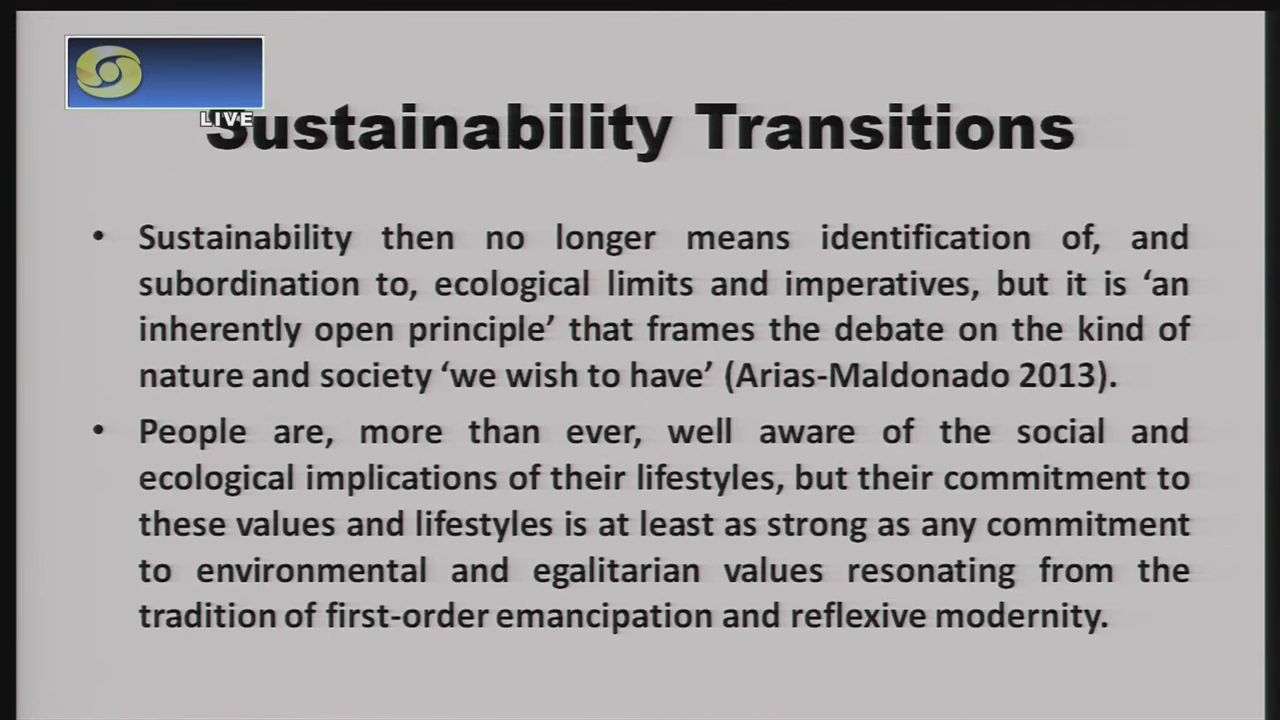 LIVE
Sustainability Transitions
• Sustainability then no longer means identification of, and
subordination to, ecological limits and imperatives, but it is ‘an
inherently open principle’ that frames the debate on the kind of
nature and society ‘we wish to have’ (Arias-Maldonado 2013).
• People are, more than ever, well aware of the social and
ecological implications of their lifestyles, but their commitment to
these values and lifestyles is at least as strong as any commitment
to environmental and egalitarian values resonating from the
tradition of first-order emancipation and reflexive modernity.